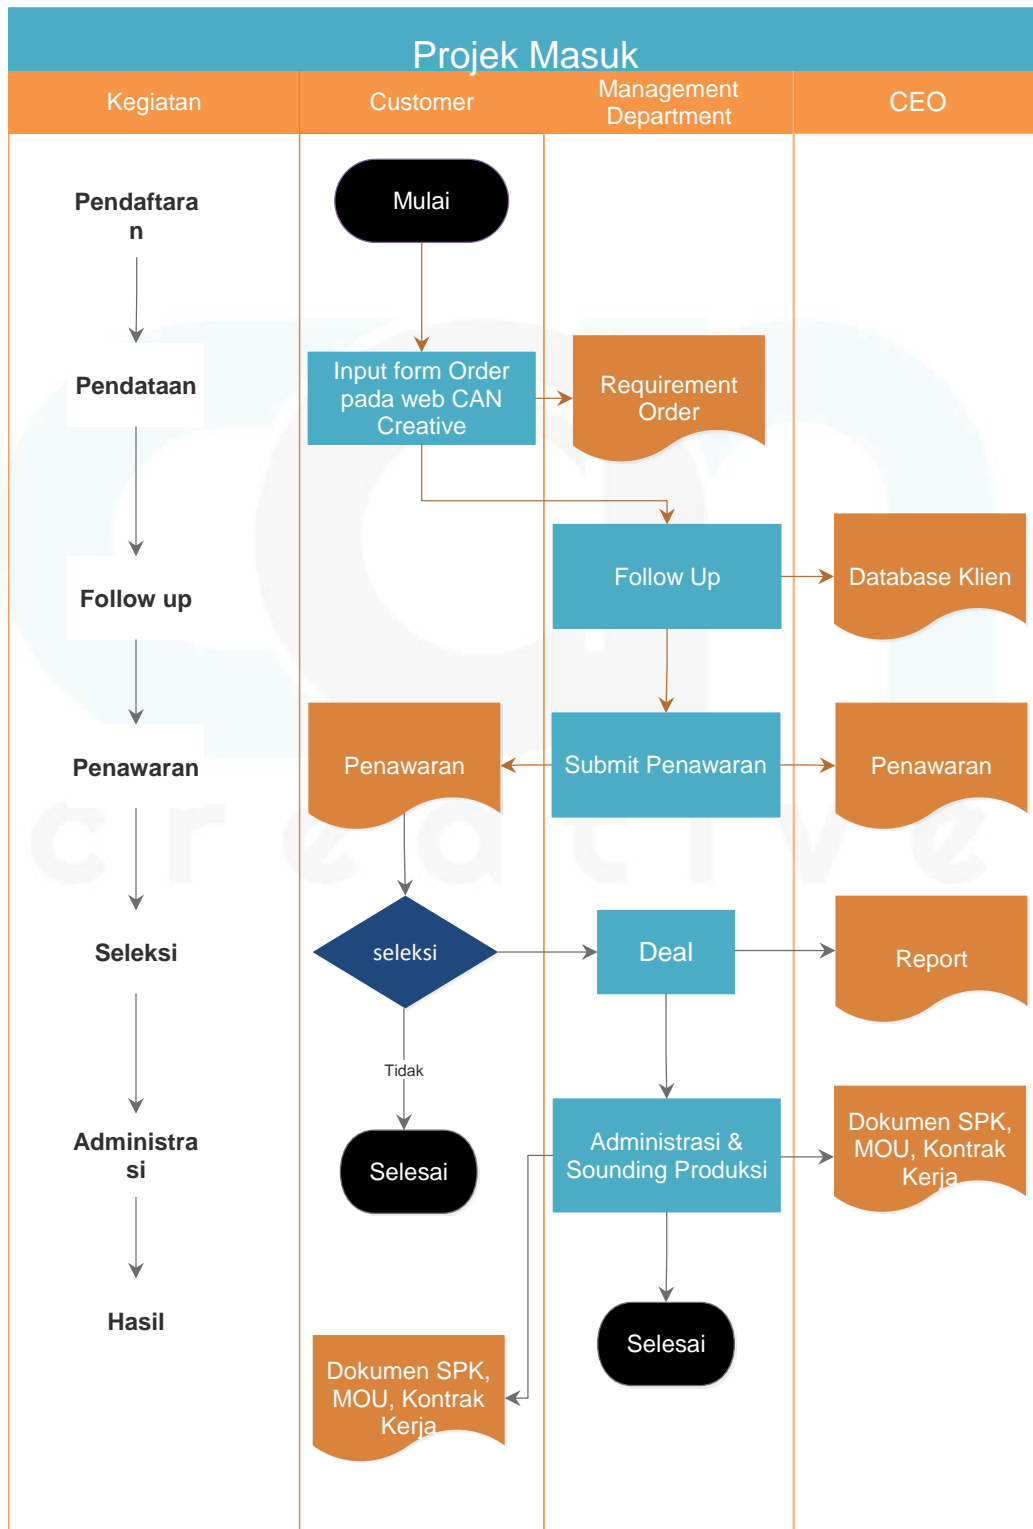 Projek Masuk
Kegiatan
Customer
Management
Department
CEO
Pendaftara
n
Mulai
Pendataan
Input form Order
pada web CAN
Creative
Requirement
Order
Follow up
Follow Up
Database Klien
Penawaran
Penawaran
Submit Penawaran
Penawaran
can
creative
Seleksi
seleksi
Deal
Report
Tidak
Administra
si
Selesai
Administrasi &
Sounding Produksi
Dokumen SPK,
MOU, Kontrak
Kerja
Hasil
Selesai
Dokumen SPK,
MOU, Kontrak
Kerja